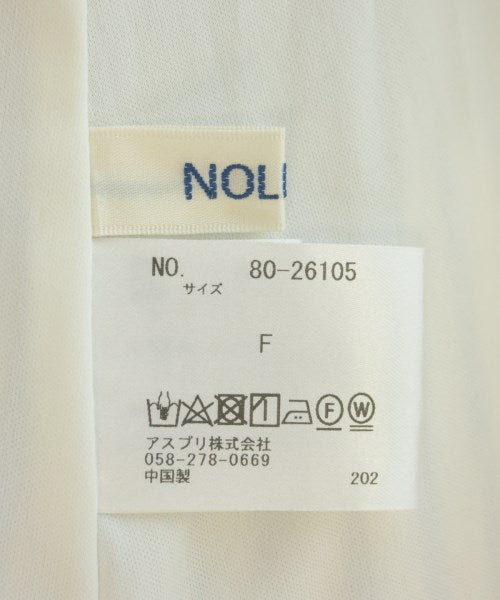 NOL
NO. 80-26105
サイズ
F
F W
アスプリ株式会社
058-278-0669
中国製 202